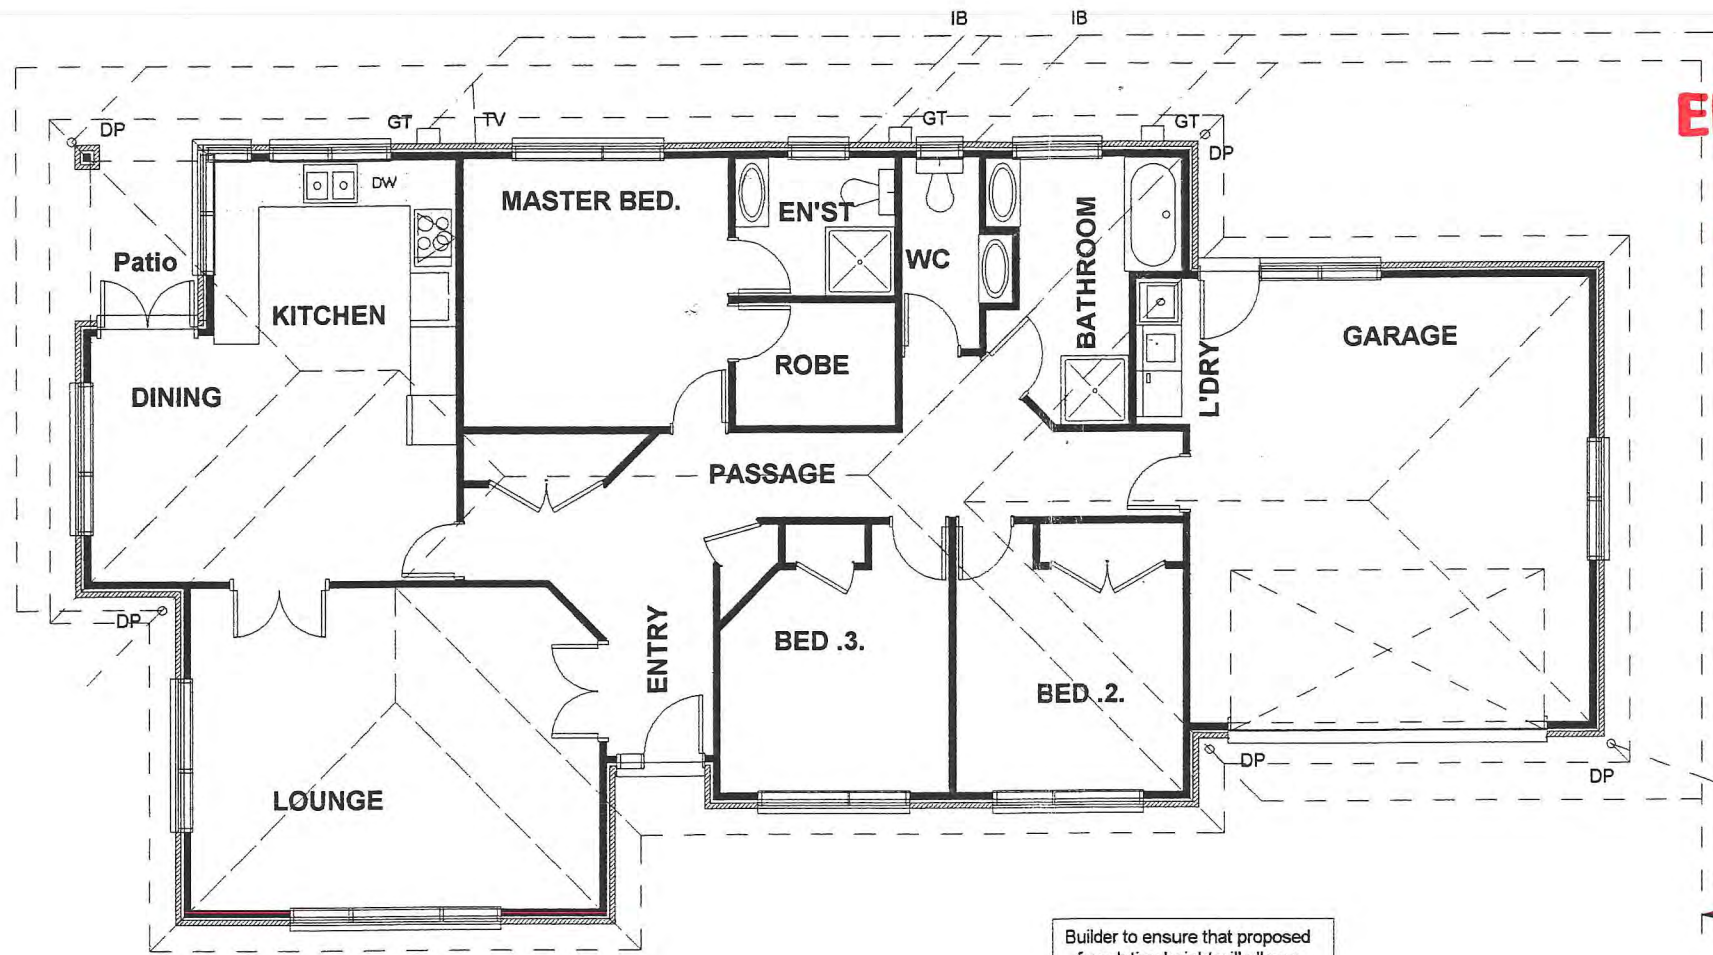 IB
IB
E
DP
GT
TV
GT
GT
DP
DW
MASTER BED.
EN'ST
WC
BATHROOM
Patio
KITCHEN
ROBE
L'DRY
GARAGE
DINING
PASSAGE
DP
ENTRY
BED .3.
BED .2.
LOUNGE
DP
DP
Builder to ensure that proposed